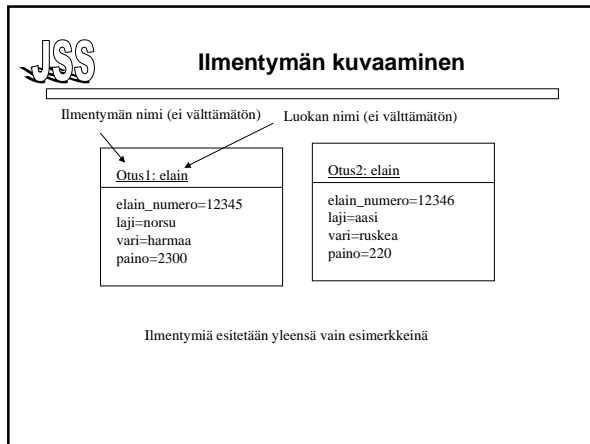 JSS
Ilmentymän kuvaaminen
Ilmentymän nimi (ei välttämätön)
Luokan nimi (ei välttämätön)
Otus1: elain
elain_numero=12345
laji=norsu
vari=harmaa
paino=2300
Otus2: elain
elain_numero=12346
laji=aasi
vari=ruskea
paino=220
Ilmentymiä esitetään yleensä vain esimerkkeinä